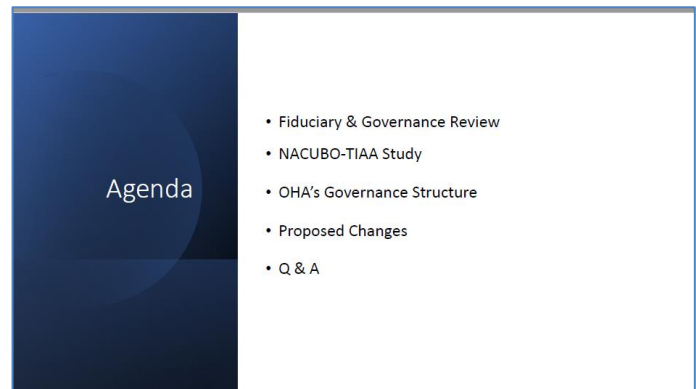 Agenda
• Fiduciary & Governance Review
• NACUBO-TIAA Study
• OHA's Governance Structure
• Proposed Changes
• Q & A